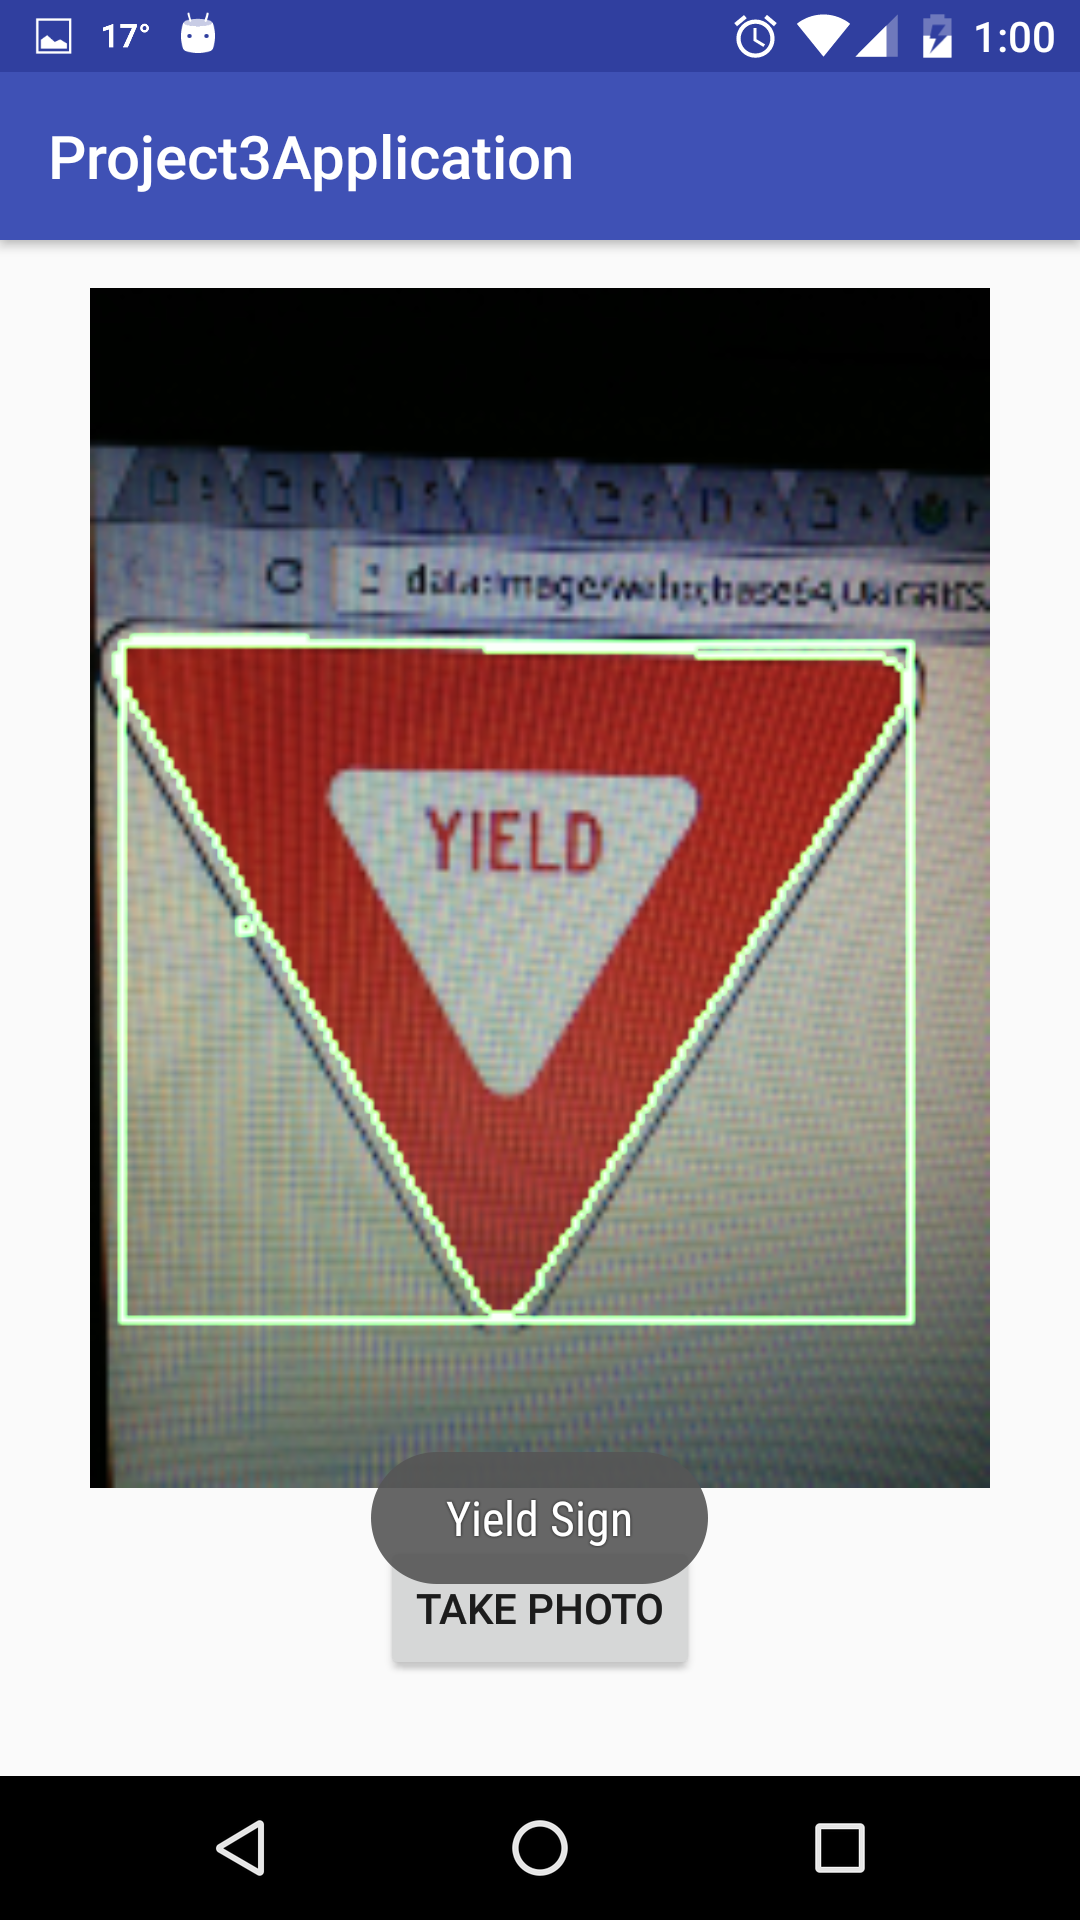 17°
1:00
Project3Application
YIELD
Yield Sign
TAKE PHOTO